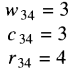 w₃₄ = 3
c₃₄ = 3
r₃₄ = 4